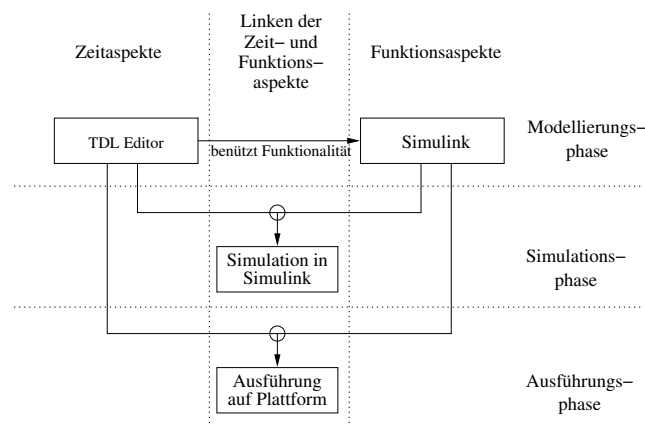 Zeitaspekte
Linken der
Zeit− und
Funktions−
aspekte
Funktionsaspekte
TDL Editor
benützt Funktionalität
Simulink
Modellierungs−
phase
Simulation in
Simulink
Simulations−
phase
Ausführung
auf Plattform
Ausführungs−
phase